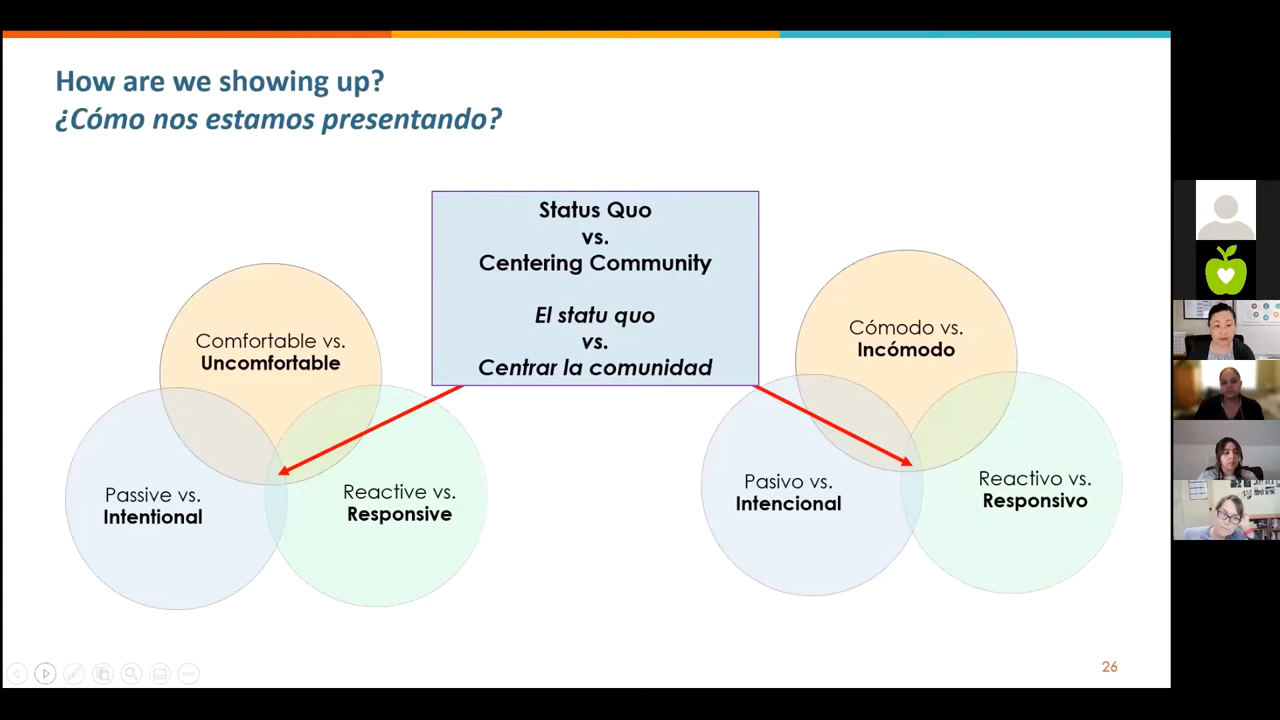 How are we showing up?
¿Cómo nos estamos presentando?
Status Quo
vs.
Centering Community
El statu quo
vs.
Centrar la comunidad
Comfortable vs.
Uncomfortable
Passive vs.
Intentional
Reactive vs.
Responsive
Cómodo vs.
Incómodo
Pasivo vs.
Intencional
Reactivo vs.
Responsivo
26